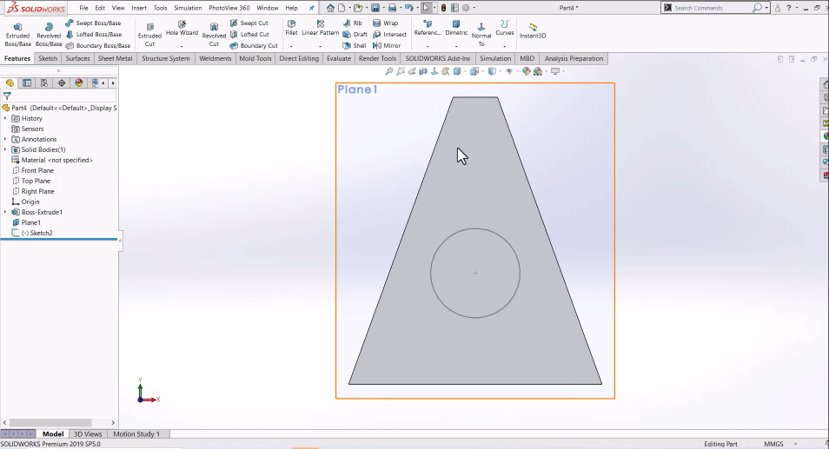 SOLIDWORKS File Edit View Insert Tools Simulation PhotoView 360 Window Help Part4 * Search Commands
Extruded Boss/Base
Revolved Boss/Base
Swept Boss/Base
Lofted Boss/Base
Boundary Boss/Base
Extruded Cut
Hole Wizard
Revolved Cut
Swept Cut
Lofted Cut
Boundary Cut
Fillet
Linear Pattern
Rib
Draft
Shell
Wrap
Intersect
Mirror
Referenc...
Dimetric
Normal To
Curves
Instant3D
Features Sketch Surfaces Sheet Metal Structure System Weldments Mold Tools Direct Editing Evaluate Render Tools SOLIDWORKS Add-Ins Simulation MBD Analysis Preparation
Part4 (Default<<Default>_Display S
History
Sensors
Annotations
Solid Bodies(1)
Material <not specified>
Front Plane
Top Plane
Right Plane
Origin
Boss-Extrude1
Plane1
(-) Sketch2
Plane1
Y
X
Model 3D Views Motion Study 1
SOLIDWORKS Premium 2019 SP5.0 Editing Part MMGS